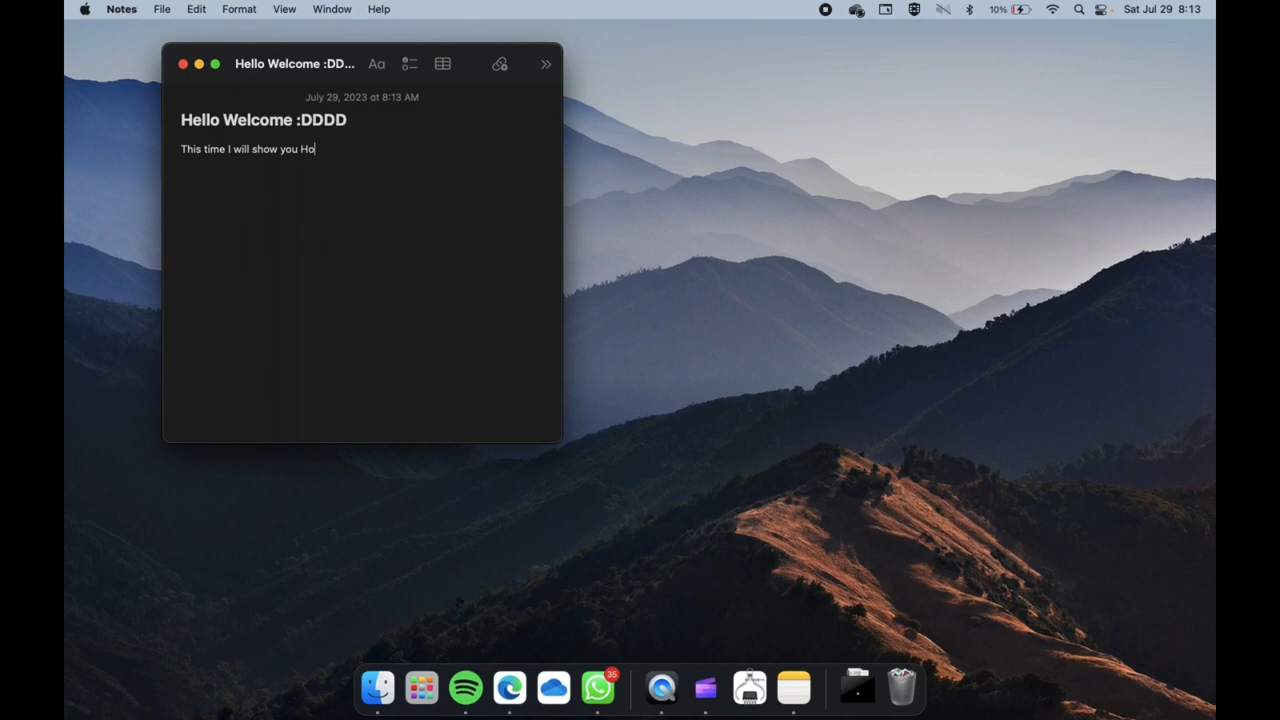 Notes File Edit Format View Window Help 10% Sat Jul 29 8:13
Hello Welcome :DD... Aa
July 29, 2023 at 8:13 AM
Hello Welcome :DDDD
This time I will show you Ho
35